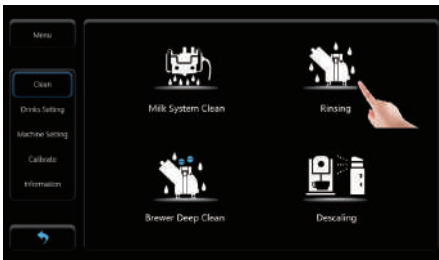 Menu
Clean
Drinks Setting
Machine Setting
Calibrate
Information
Milk System Clean
Rinsing
Brewer Deep Clean
Descaling